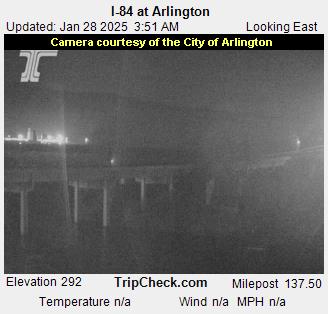 I-84 at Arlington
Updated: Jan 28 2025 3:51 AM Looking East
Camera courtesy of the City of Arlington
Elevation 292 TripCheck.com Milepost 137.50
Temperature n/a Wind n/a MPH n/a